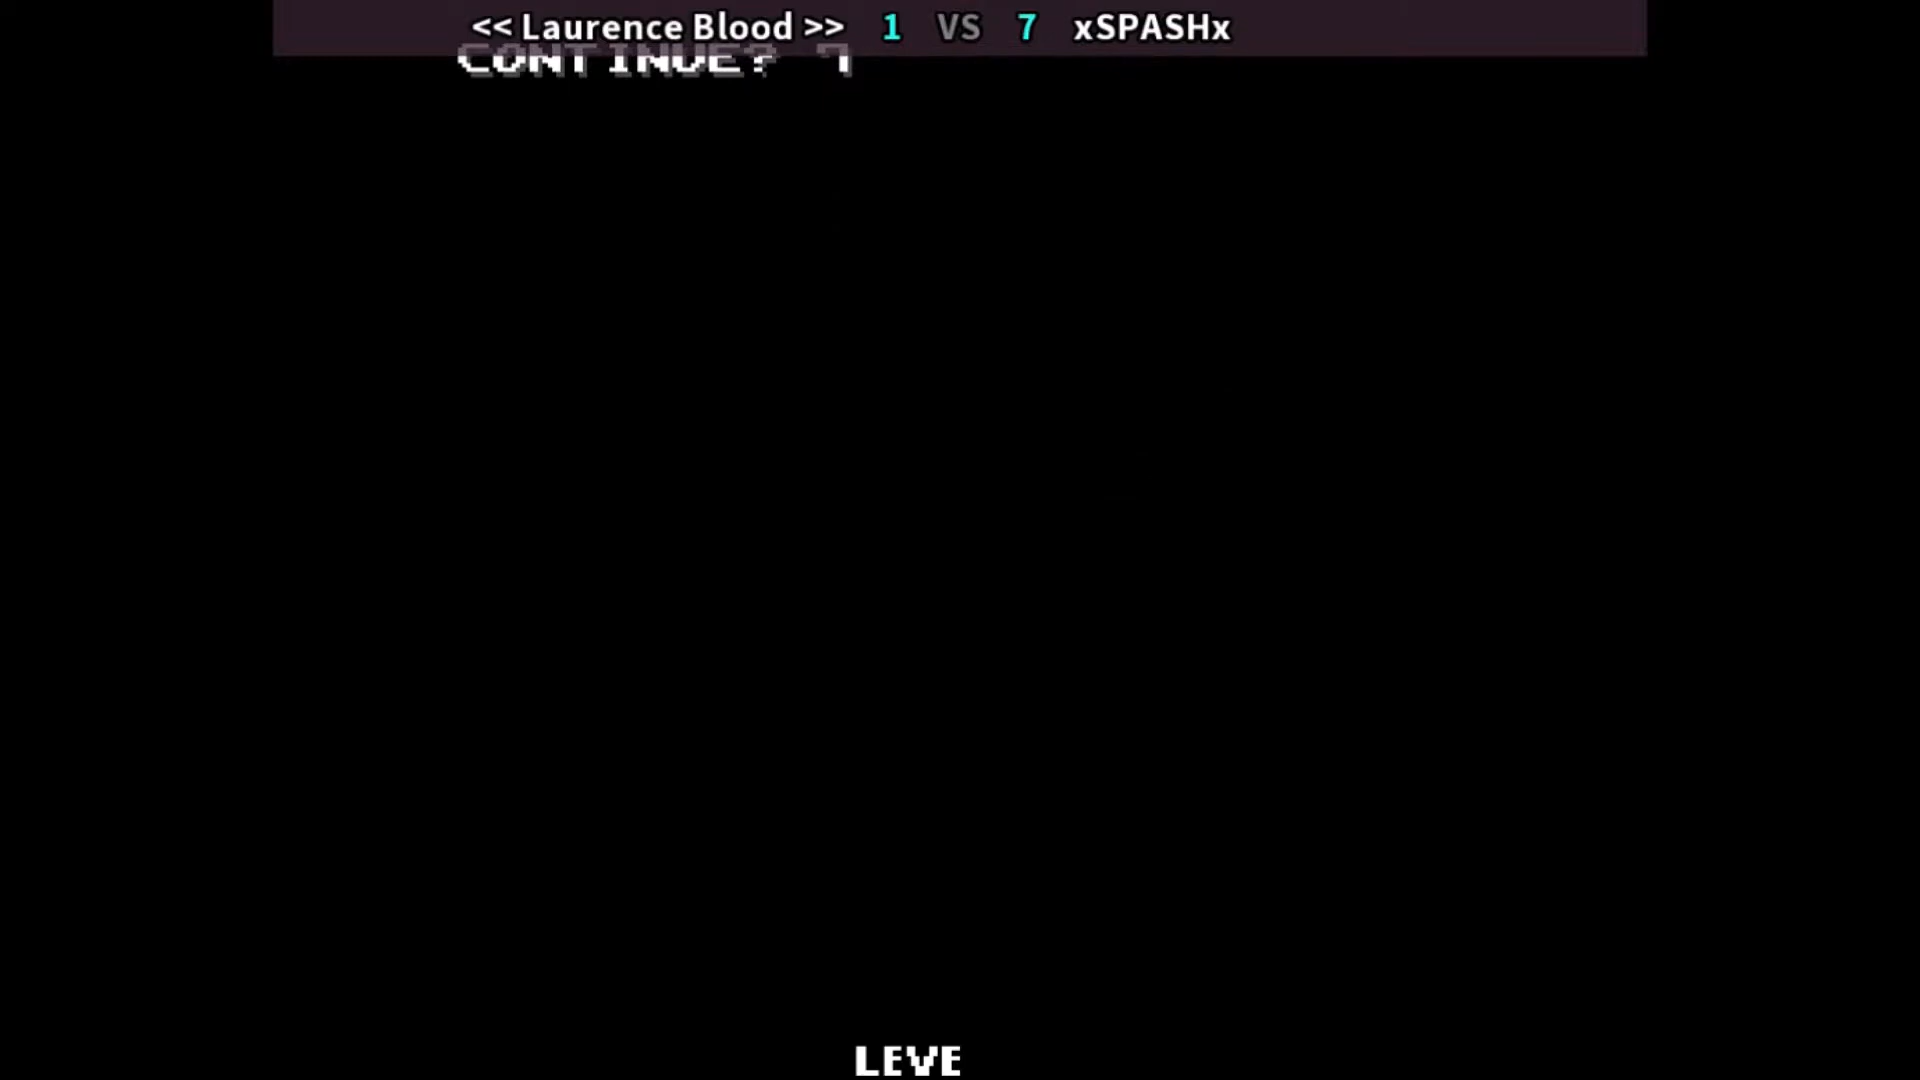 << Laurence Blood >> 1 VS 7 xSPASHx
CONTINUE? 7
LEVE